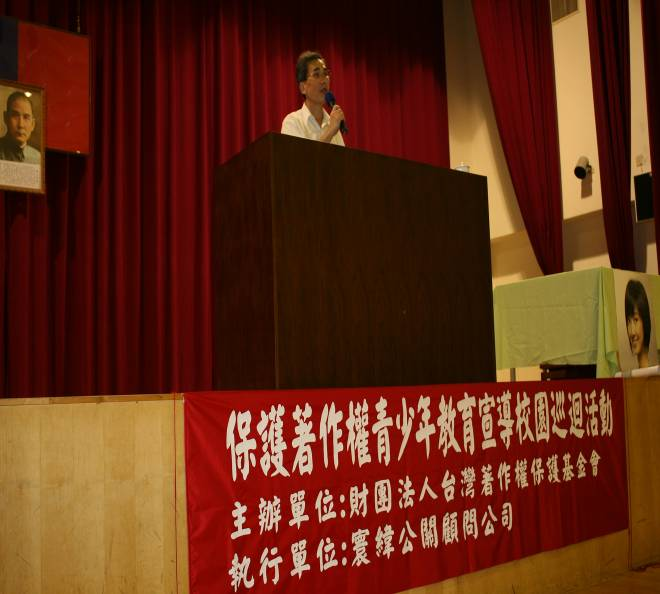 保護著作權青少年教育宣導校園巡迴活動
主辦單位:財團法人台灣著作權保護基金會
執行單位:寰緯公關顧問公司